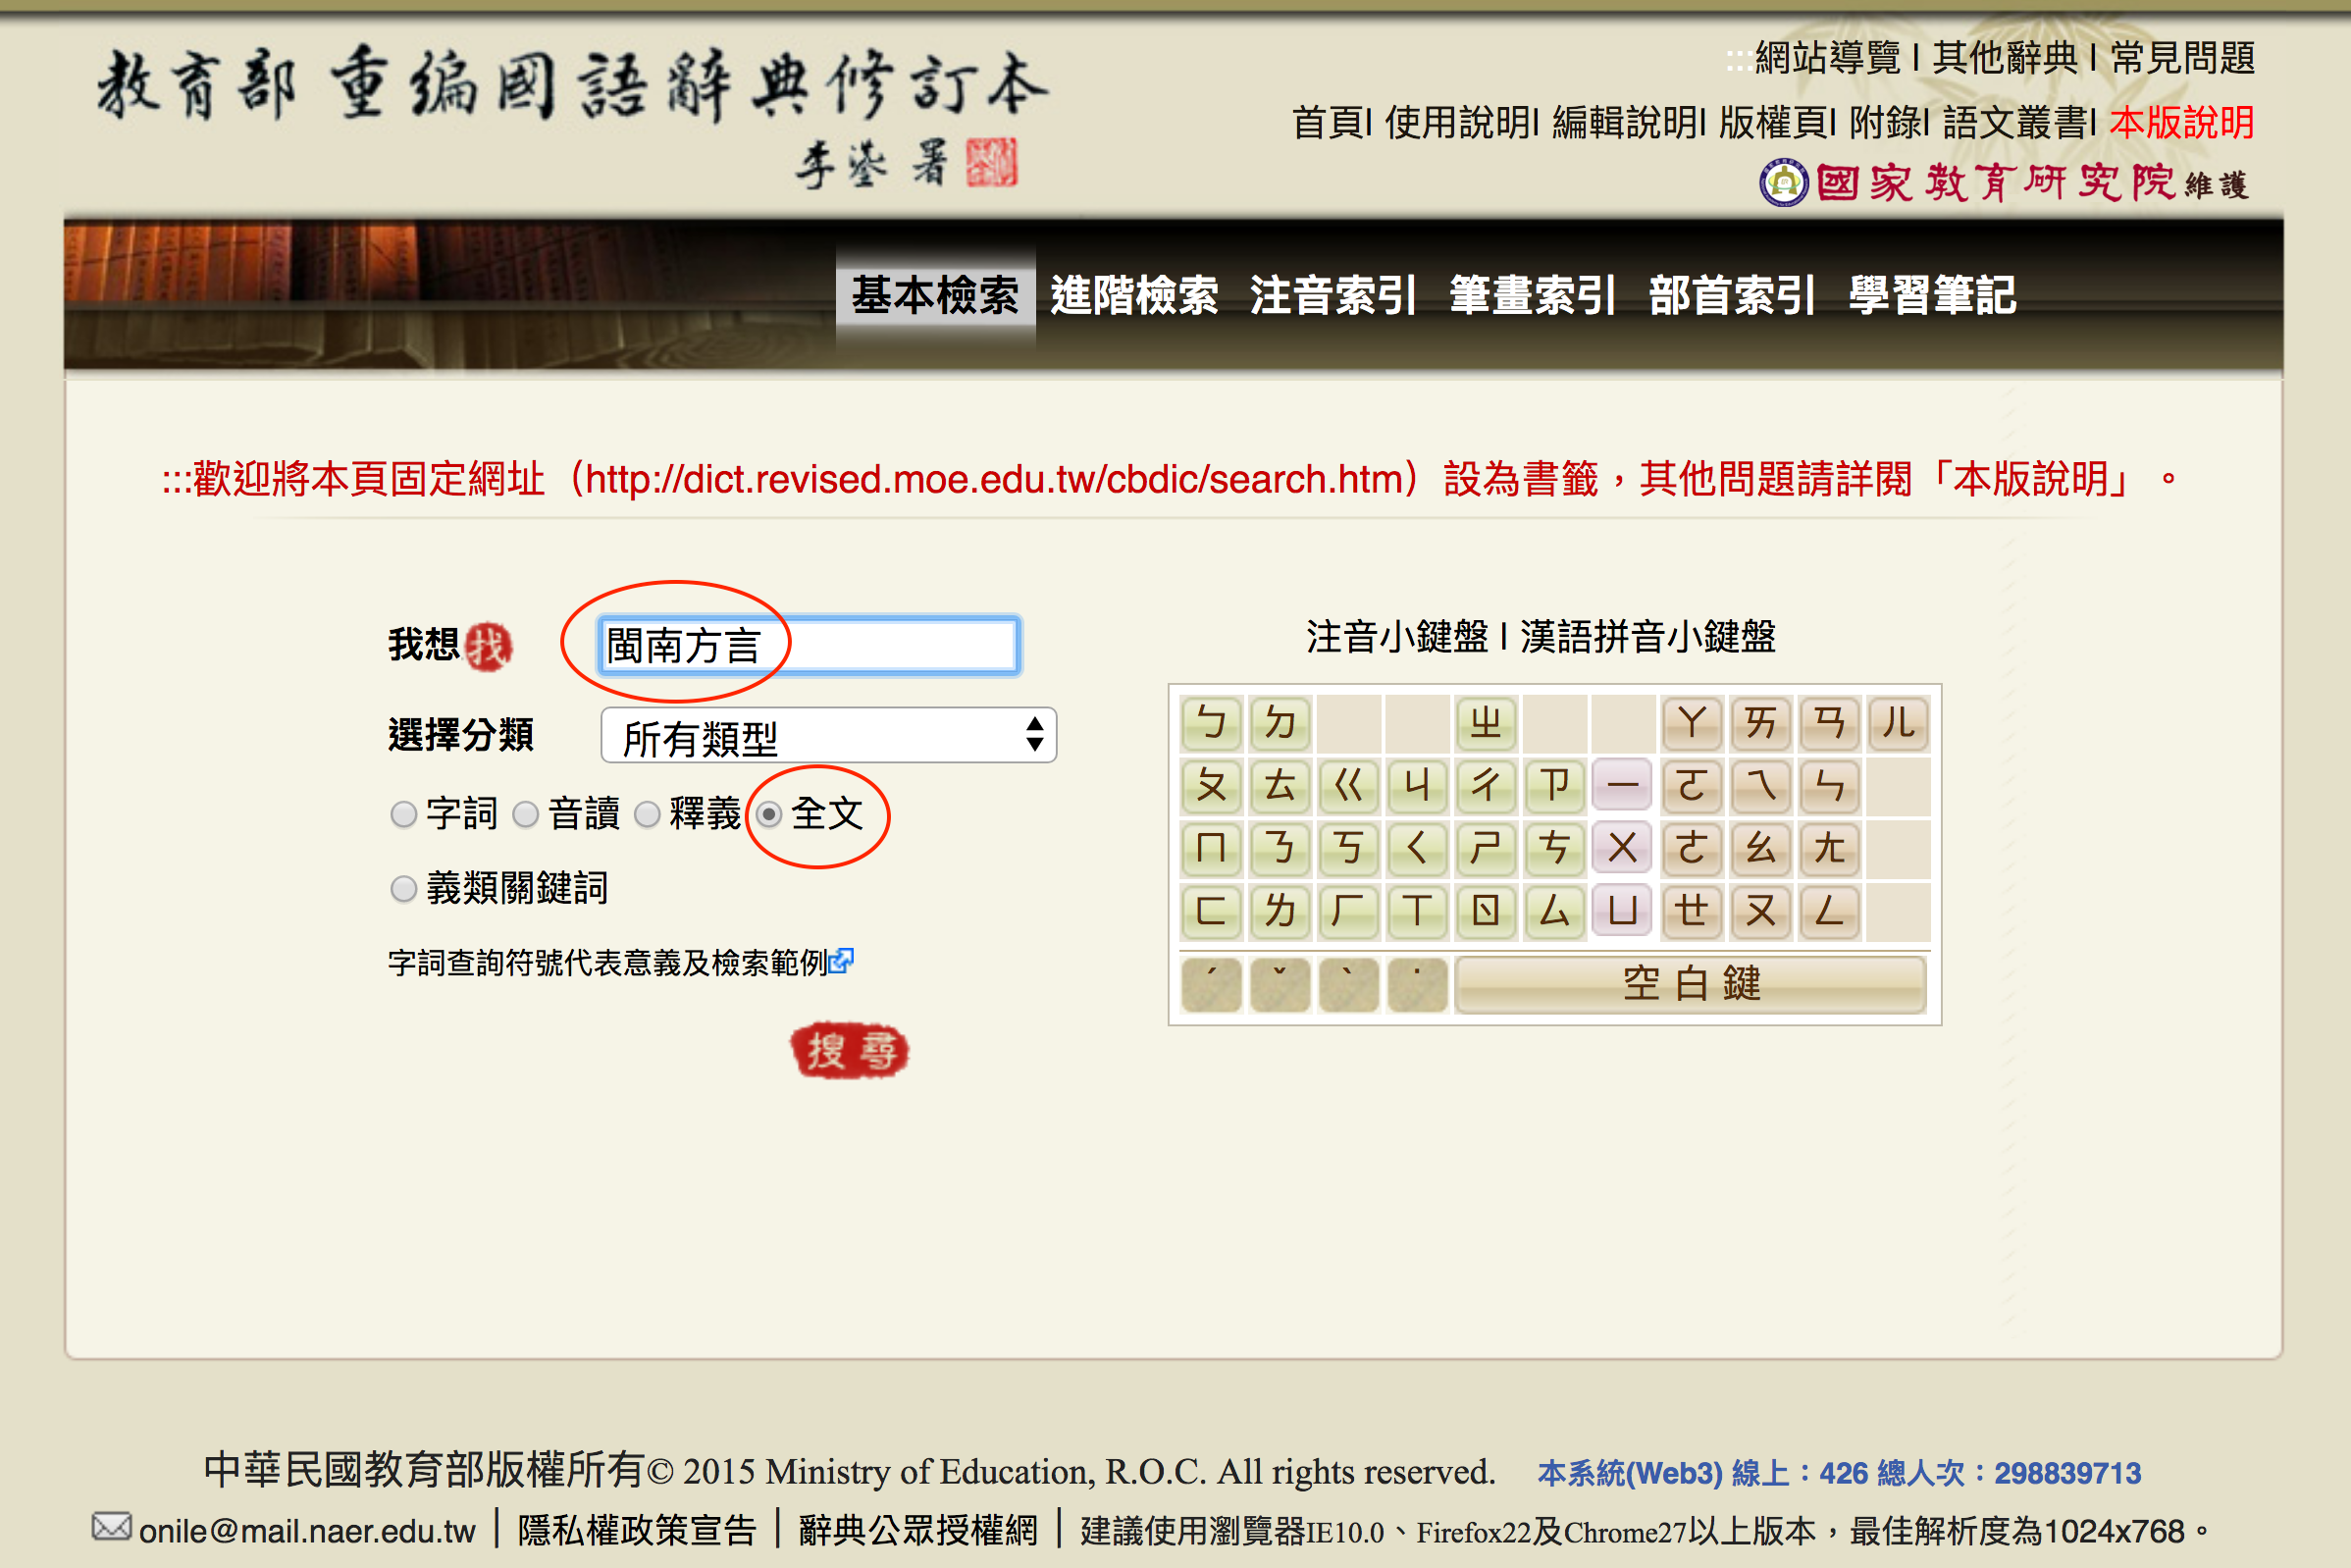 教育部 重編國語辭典修訂本
李鍌 署
:::網站導覽 l 其他辭典 l 常見問題
首頁l 使用說明l 編輯說明l 版權頁l 附錄l 語文叢書l 本版說明
國家教育研究院 維護
基本檢索 進階檢索 注音索引 筆畫索引 部首索引 學習筆記
:::歡迎將本頁固定網址（http://dict.revised.moe.edu.tw/cbdic/search.htm）設為書籤，其他問題請詳閱「本版說明」。
我想找 閩南方言
選擇分類 所有類型
字詞 音讀 釋義 全文
義類關鍵詞
字詞查詢符號代表意義及檢索範例
搜尋
注音小鍵盤 l 漢語拼音小鍵盤
ㄅ ㄉ ㄓ ㄚ ㄞ ㄢ ㄦ
ㄆ ㄊ ㄍ ㄐ ㄔ ㄗ ㄧ ㄛ ㄟ ㄣ
ㄇ ㄋ ㄎ ㄑ ㄕ ㄘ ㄨ ㄜ ㄠ ㄤ
ㄈ ㄌ ㄏ ㄒ ㄖ ㄙ ㄩ ㄝ ㄡ ㄥ
ˊ ˇ ˋ ˙ 空白鍵
中華民國教育部版權所有© 2015 Ministry of Education, R.O.C. All rights reserved. 本系統(Web3) 線上：426 總人次：298839713
onile@mail.naer.edu.tw │ 隱私權政策宣告 │ 辭典公眾授權網 │ 建議使用瀏覽器IE10.0、Firefox22及Chrome27以上版本，最佳解析度為1024x768。